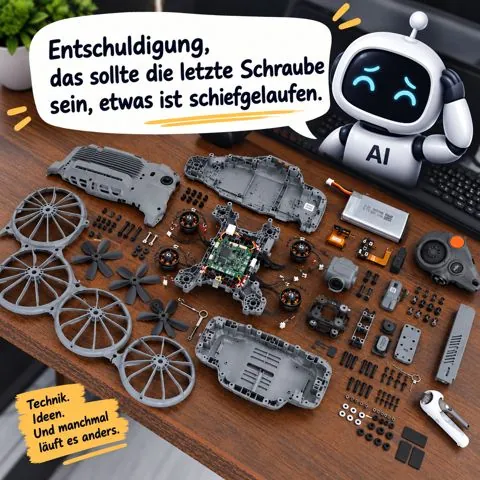 Entschuldigung,
das sollte die letzte Schraube
sein, etwas ist schiefgelaufen.
AI
Technik.
Ideen.
Und manchmal
läuft es anders.